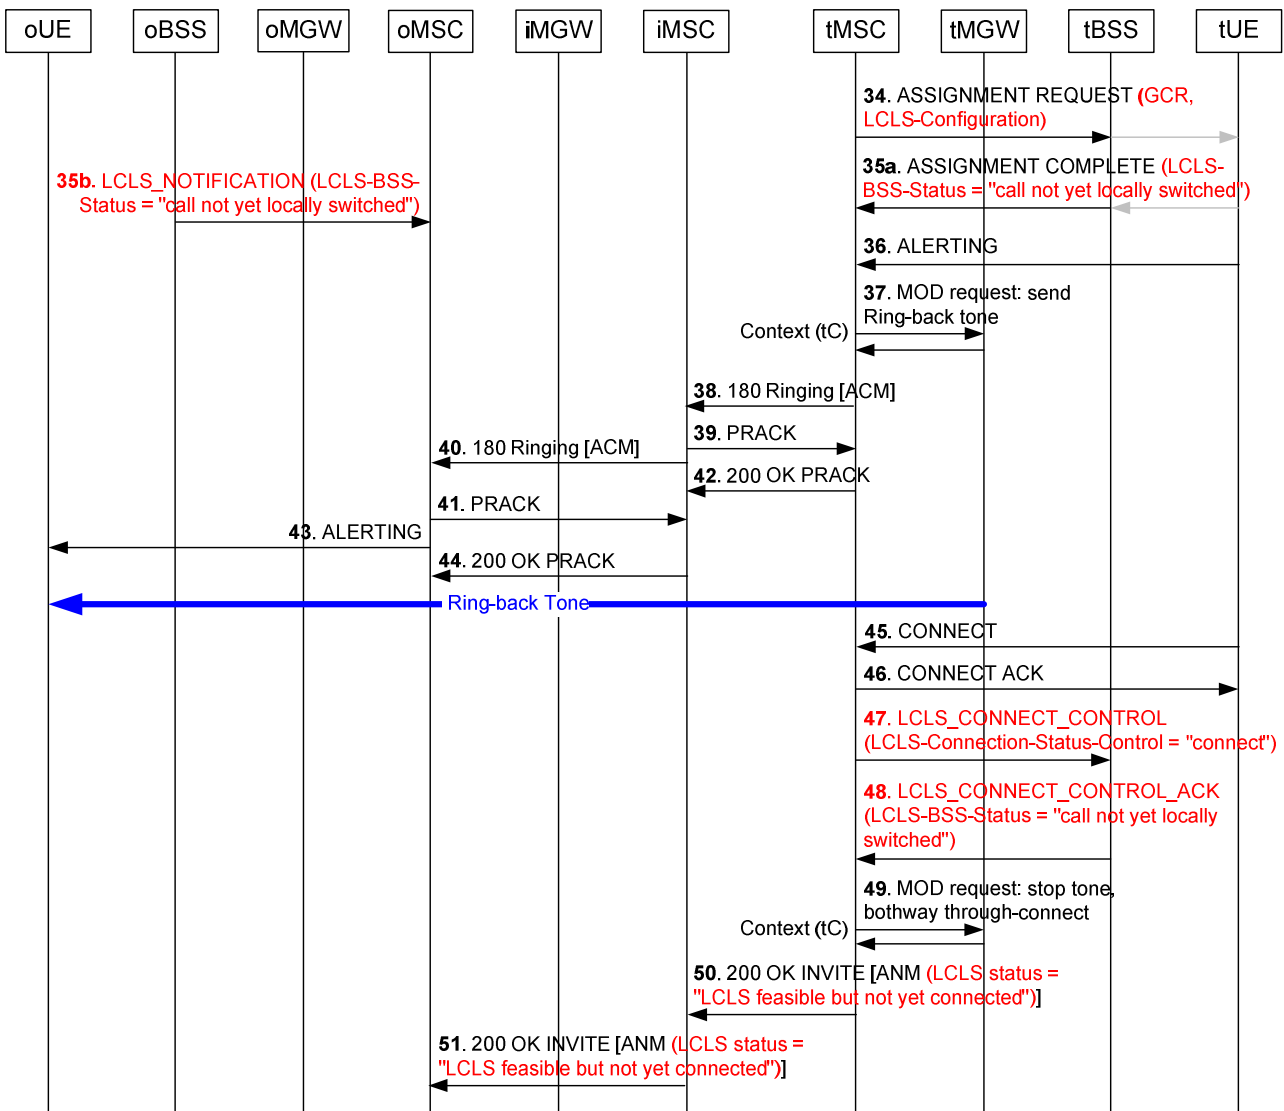 oUE oBSS oMGW oMSC iMGW iMSC tMSC tMGW tBSS tUE
34. ASSIGNMENT REQUEST (GCR,
LCLS-Configuration)
35a. ASSIGNMENT COMPLETE (LCLS-
BSS-Status = "call not yet locally switched")
35b. LCLS_NOTIFICATION (LCLS-BSS-
Status = "call not yet locally switched")
36. ALERTING
37. MOD request: send
Ring-back tone
Context (tC)
38. 180 Ringing [ACM]
39. PRACK
40. 180 Ringing [ACM]
42. 200 OK PRACK
41. PRACK
43. ALERTING
44. 200 OK PRACK
Ring-back Tone
45. CONNECT
46. CONNECT ACK
47. LCLS_CONNECT_CONTROL
(LCLS-Connection-Status-Control = "connect")
48. LCLS_CONNECT_CONTROL_ACK
(LCLS-BSS-Status = "call not yet locally
switched")
49. MOD request: stop tone,
bothway through-connect
Context (tC)
50. 200 OK INVITE [ANM (LCLS status =
"LCLS feasible but not yet connected")]
51. 200 OK INVITE [ANM (LCLS status =
"LCLS feasible but not yet connected")]